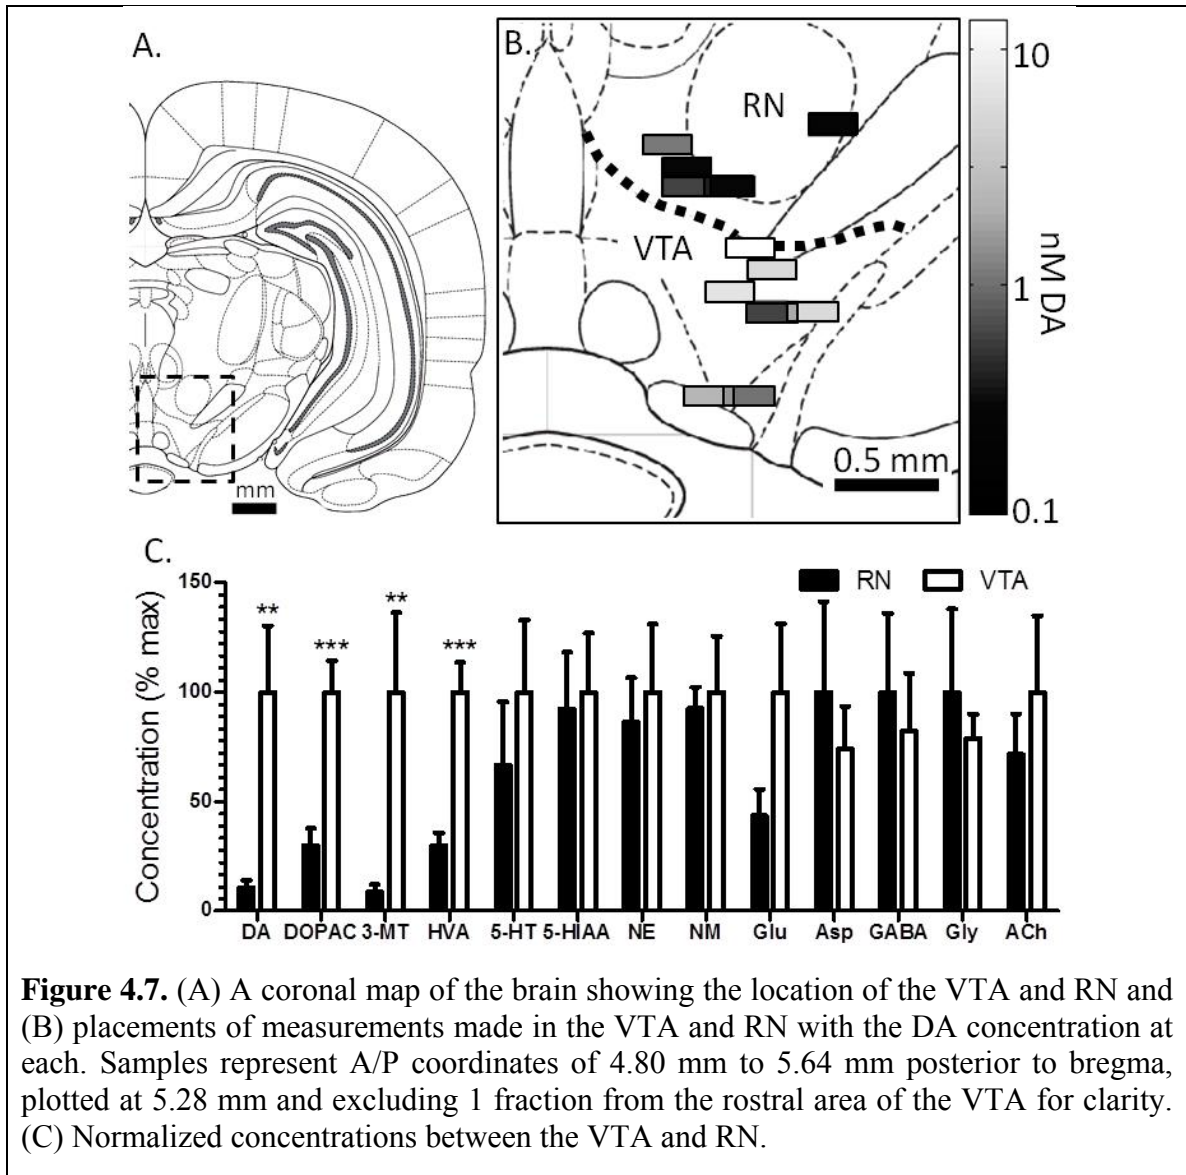 A.
mm
B.
RN
VTA
0.5 mm
10
1
0.1
nM DA
C.
RN
VTA
Concentration (% max)
150
100
50
0
** *** ** ***
DA DOPAC 3-MT HVA 5-HT 5-HIAA NE NM Glu Asp GABA Gly ACh
Figure 4.7. (A) A coronal map of the brain showing the location of the VTA and RN and
(B) placements of measurements made in the VTA and RN with the DA concentration at
each. Samples represent A/P coordinates of 4.80 mm to 5.64 mm posterior to bregma,
plotted at 5.28 mm and excluding 1 fraction from the rostral area of the VTA for clarity.
(C) Normalized concentrations between the VTA and RN.